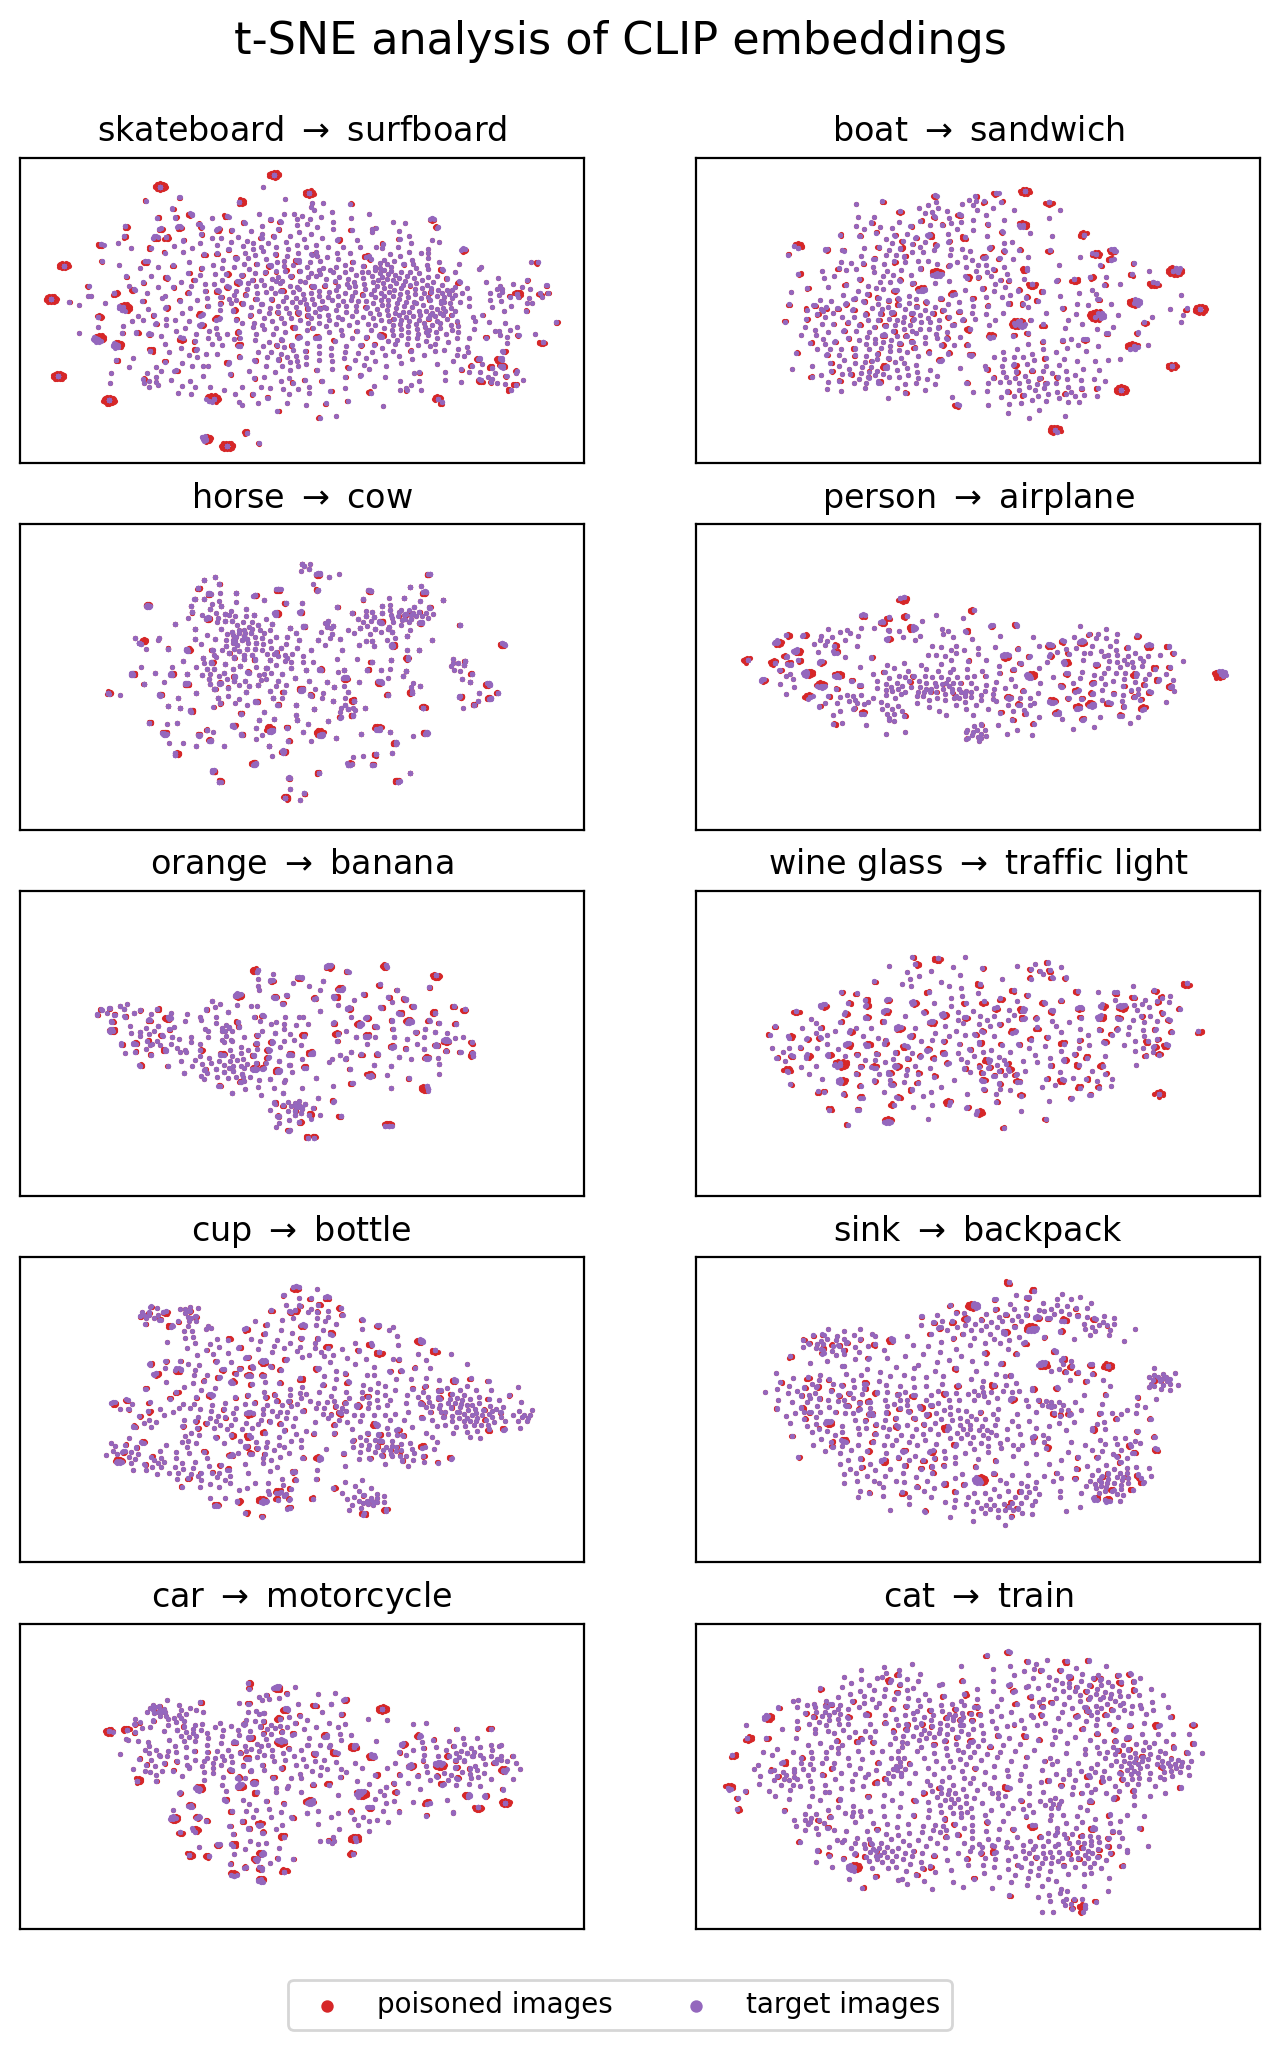 t-SNE analysis of CLIP embeddings
skateboard → surfboard
boat → sandwich
horse → cow
person → airplane
orange → banana
wine glass → traffic light
cup → bottle
sink → backpack
car → motorcycle
cat → train
poisoned images
target images